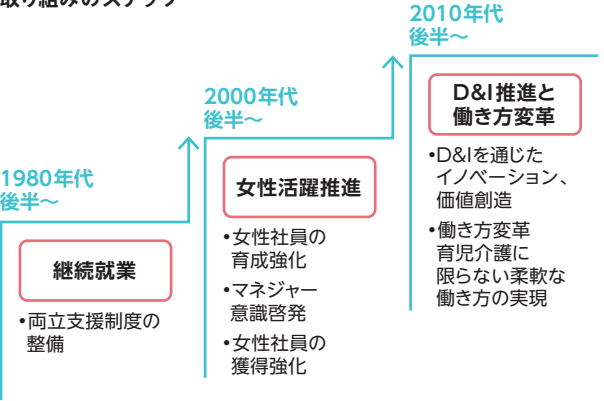 取り組みのステップ
1980年代
後半～
継続就業
•両立支援制度の
整備
2000年代
後半～
女性活躍推進
•女性社員の
育成強化
•マネジャー
意識啓発
•女性社員の
獲得強化
2010年代
後半～
D&I推進と
働き方変革
•D&Iを通じた
イノベーション、
価値創造
•働き方変革
育児介護に
限らない柔軟な
働き方の実現